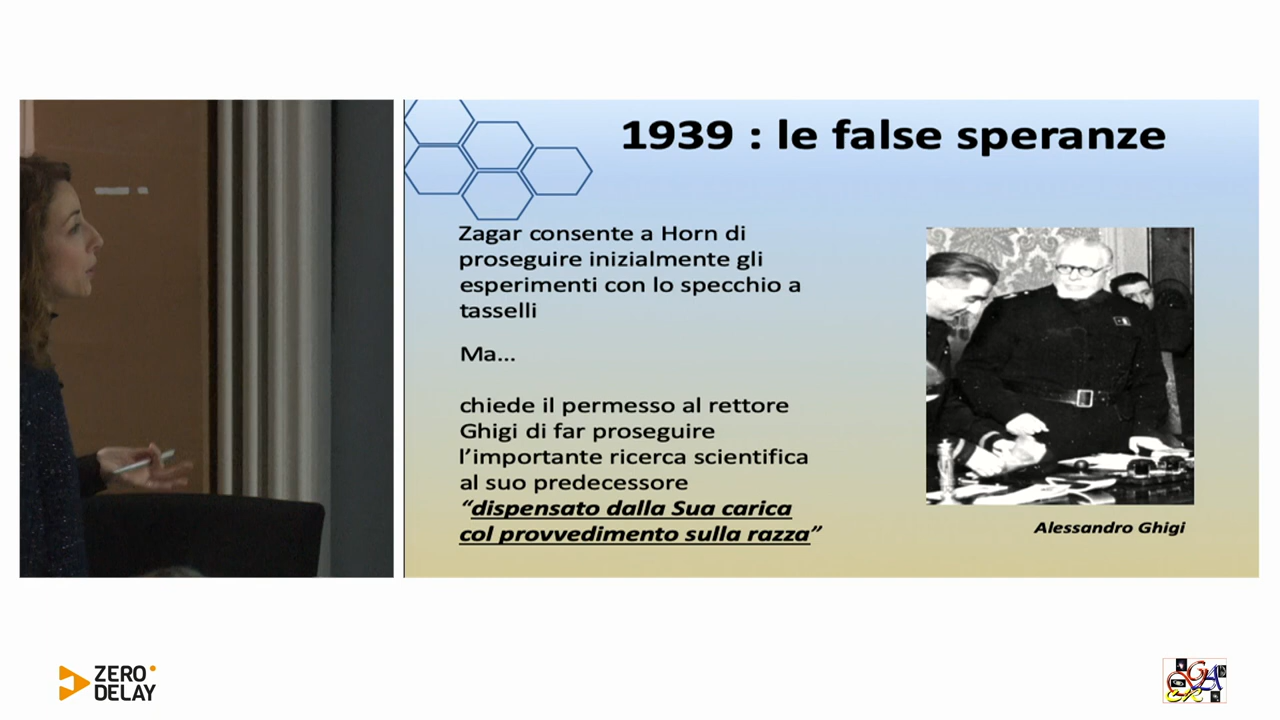 1939 : le false speranze
Zagar consente a Horn di
proseguire inizialmente gli
esperimenti con lo specchio a
tasselli
Ma...
chiede il permesso al rettore
Ghigi di far proseguire
l’importante ricerca scientifica
al suo predecessore
“dispensato dalla Sua carica
col provvedimento sulla razza”
Alessandro Ghigi
ZERO
DELAY